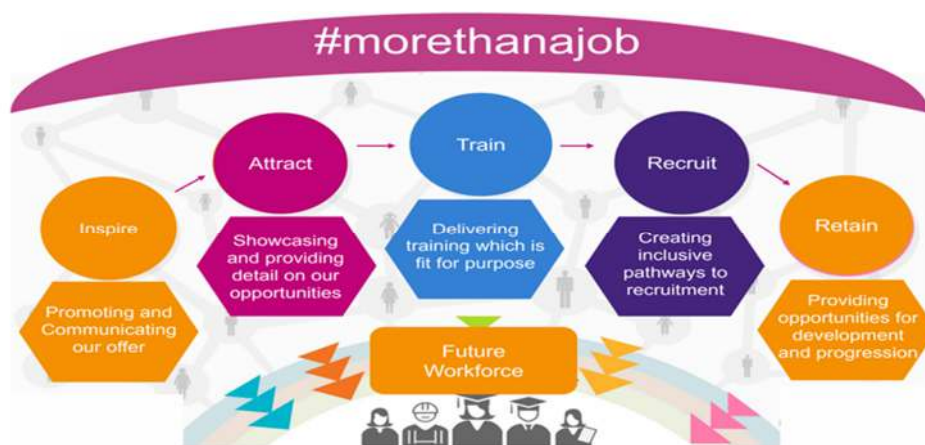 #morethanajob
Inspire
Promoting and
Communicating
our offer
Attract
Showcasing
and providing
detail on our
opportunities
Train
Delivering
training which is
fit for purpose
Recruit
Creating
inclusive
pathways to
recruitment
Retain
Providing
opportunities for
development
and progression
Future
Workforce